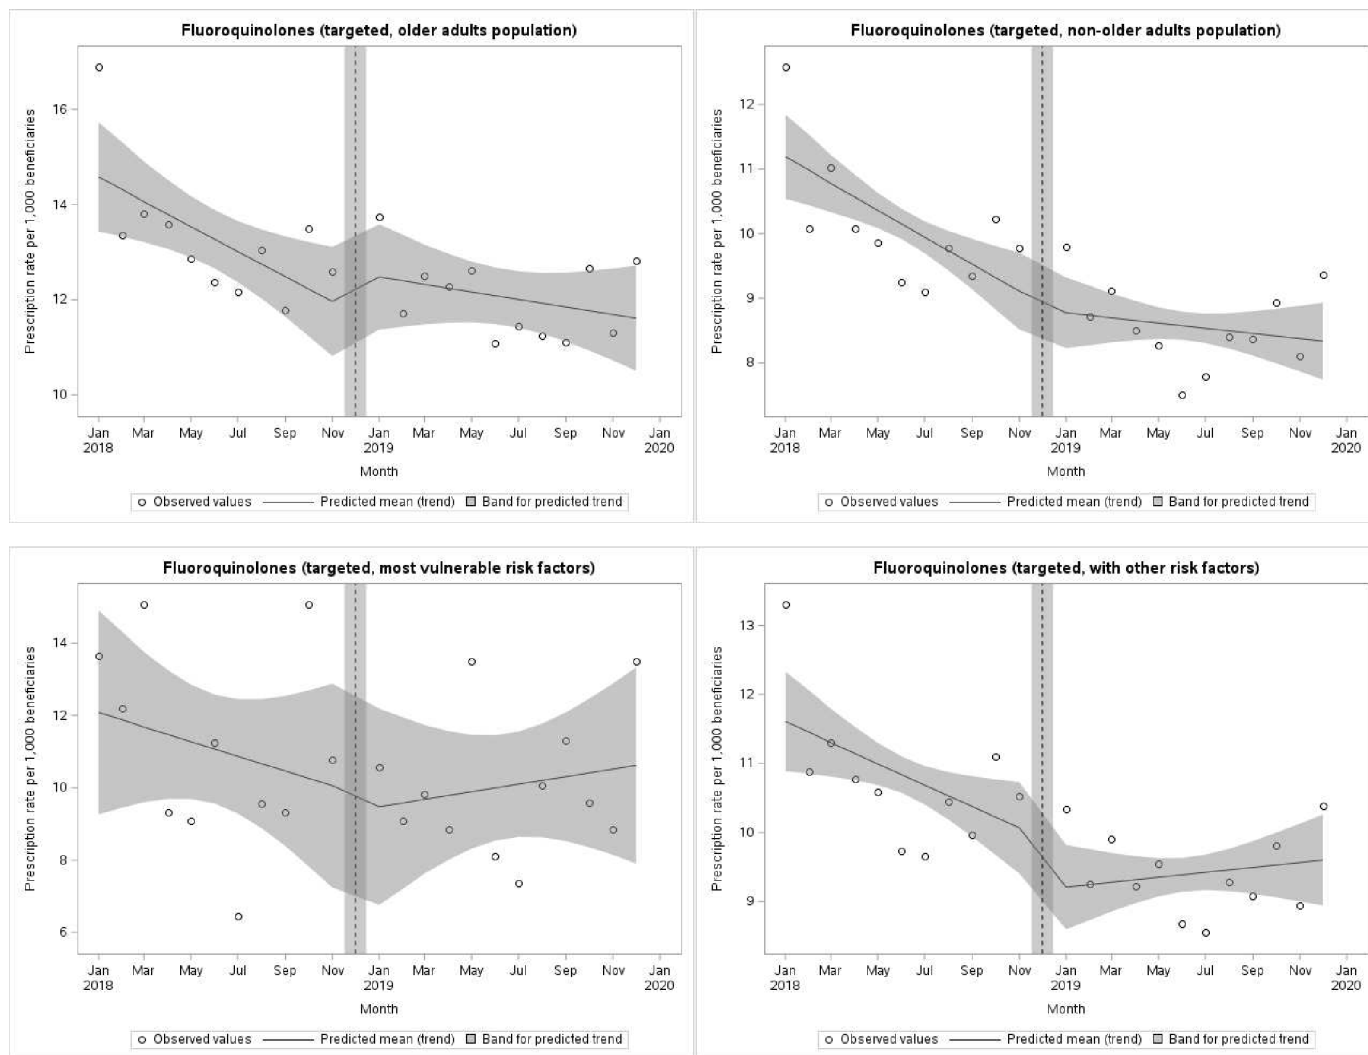 Fluoroquinolones (targeted, older adults population)
Prescription rate per 1,000 beneficiaries
16
14
12
10
Jan Mar May Jul Sep Nov Jan Mar May Jul Sep Nov Jan
2018 2019 2020
Month
Observed values Predicted mean (trend) Band for predicted trend
Fluoroquinolones (targeted, non-older adults population)
Prescription rate per 1,000 beneficiaries
12
11
10
9
8
Jan Mar May Jul Sep Nov Jan Mar May Jul Sep Nov Jan
2018 2019 2020
Month
Observed values Predicted mean (trend) Band for predicted trend
Fluoroquinolones (targeted, most vulnerable risk factors)
Prescription rate per 1,000 beneficiaries
14
12
10
8
6
Jan Mar May Jul Sep Nov Jan Mar May Jul Sep Nov Jan
2018 2019 2020
Month
Observed values Predicted mean (trend) Band for predicted trend
Fluoroquinolones (targeted, with other risk factors)
Prescription rate per 1,000 beneficiaries
13
12
11
10
9
Jan Mar May Jul Sep Nov Jan Mar May Jul Sep Nov Jan
2018 2019 2020
Month
Observed values Predicted mean (trend) Band for predicted trend